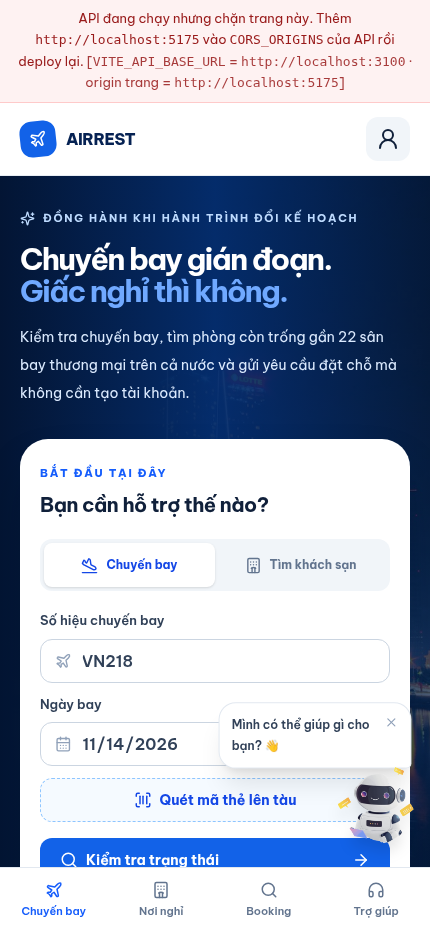 API đang chạy nhưng chặn trang này. Thêm
http://localhost:5175 vào CORS_ORIGINS của API rồi
deploy lại. [VITE_API_BASE_URL = http://localhost:3100 ·
origin trang = http://localhost:5175]
AIRREST
ĐỒNG HÀNH KHI HÀNH TRÌNH ĐỔI KẾ HOẠCH
Chuyến bay gián đoạn.
Giấc nghỉ thì không.
Kiểm tra chuyến bay, tìm phòng còn trống gần 22 sân
bay thương mại trên cả nước và gửi yêu cầu đặt chỗ mà
không cần tạo tài khoản.
BẮT ĐẦU TẠI ĐÂY
Bạn cần hỗ trợ thế nào?
Chuyến bay
Tìm khách sạn
Số hiệu chuyến bay
VN218
Ngày bay
11/14/2026
Mình có thể giúp gì cho
bạn? 👋
Quét mã thẻ lên tàu
Kiểm tra trạng thái
Chuyến bay
Nơi nghỉ
Booking
Trợ giúp